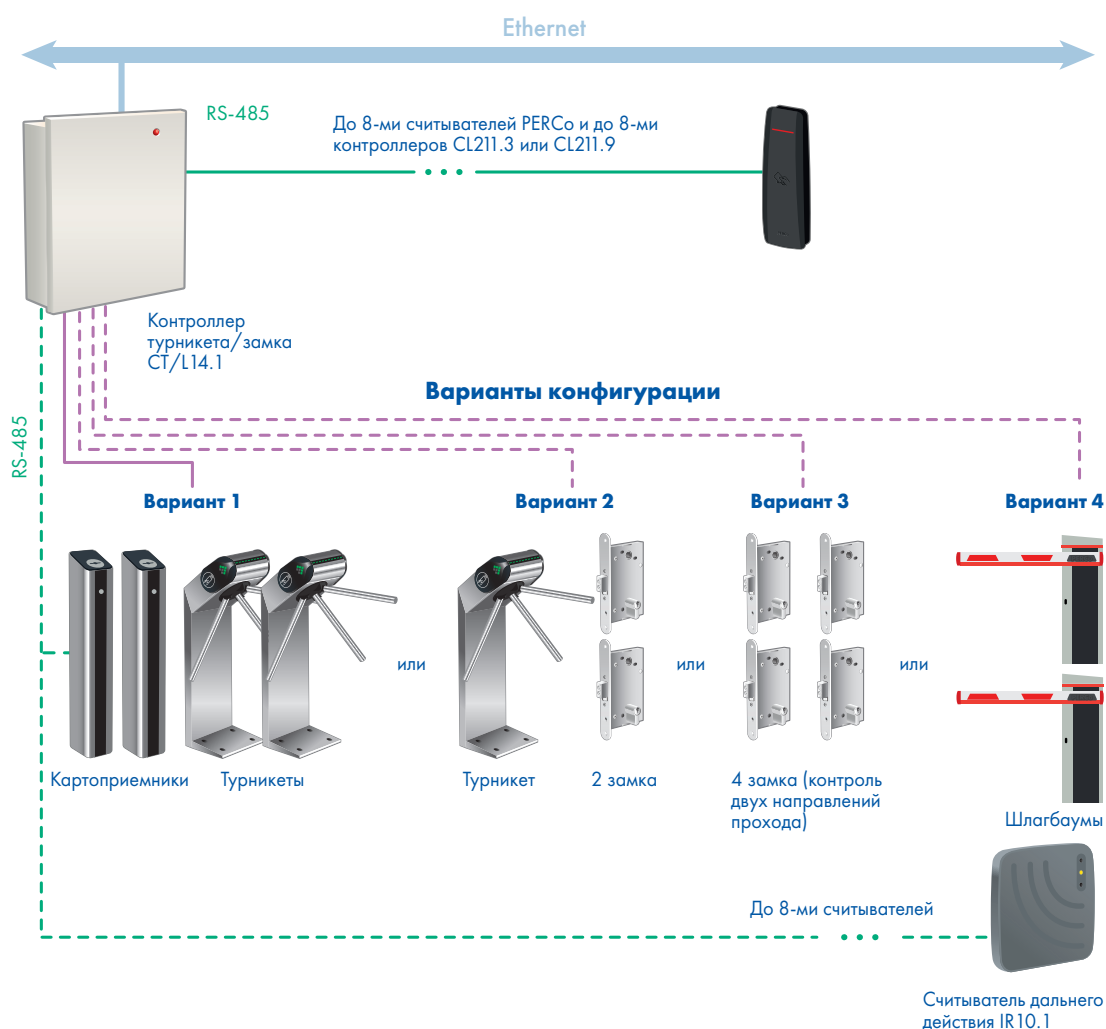 Ethernet
RS-485
До 8-ми считывателей PERCo и до 8-ми
контроллеров CL211.3 или CL211.9
Контроллер
турникета/замка
CT/L14.1
Варианты конфигурации
RS-485
Вариант 1
Вариант 2
Вариант 3
Вариант 4
или
или
или
Картоприемники
Турникеты
Турникет
2 замка
4 замка (контроль
двух направлений
прохода)
Шлагбаумы
До 8-ми считывателей
Считыватель дальнего
действия IR10.1